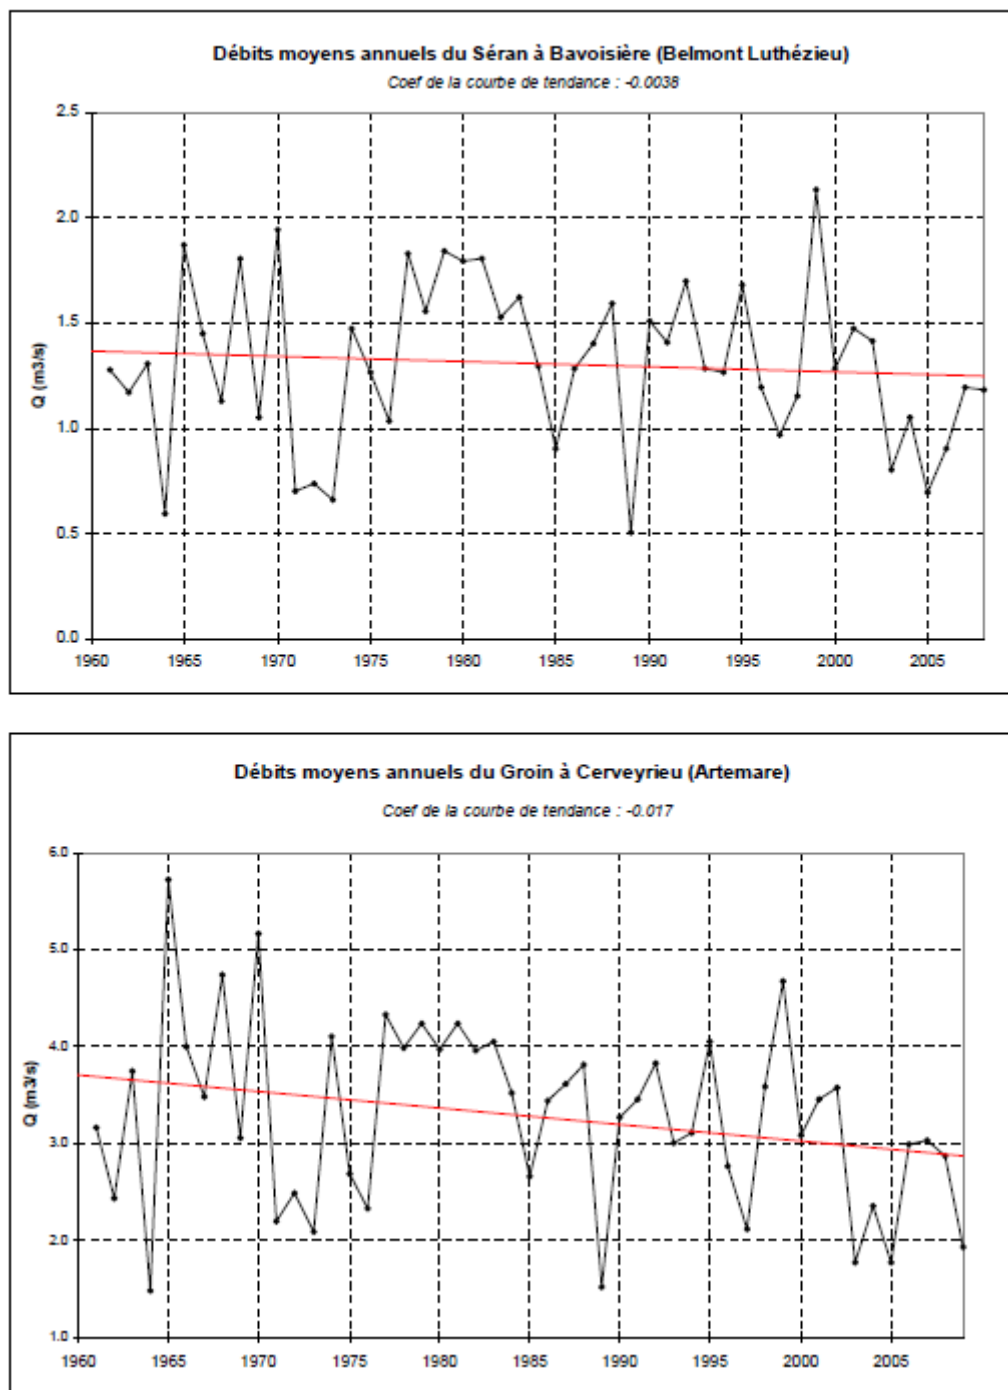 Débits moyens annuels du Séran à Bavoisière (Belmont Luthézieu)
Coef de la courbe de tendance : -0.0038
2.5
2.0
1.5
1.0
0.5
0.0
Q (m3/s)
1960 1965 1970 1975 1980 1985 1990 1995 2000 2005
Débits moyens annuels du Groin à Cerveyrieu (Artemare)
Coef de la courbe de tendance : -0.017
6.0
5.0
4.0
3.0
2.0
1.0
Q (m3/s)
1960 1965 1970 1975 1980 1985 1990 1995 2000 2005